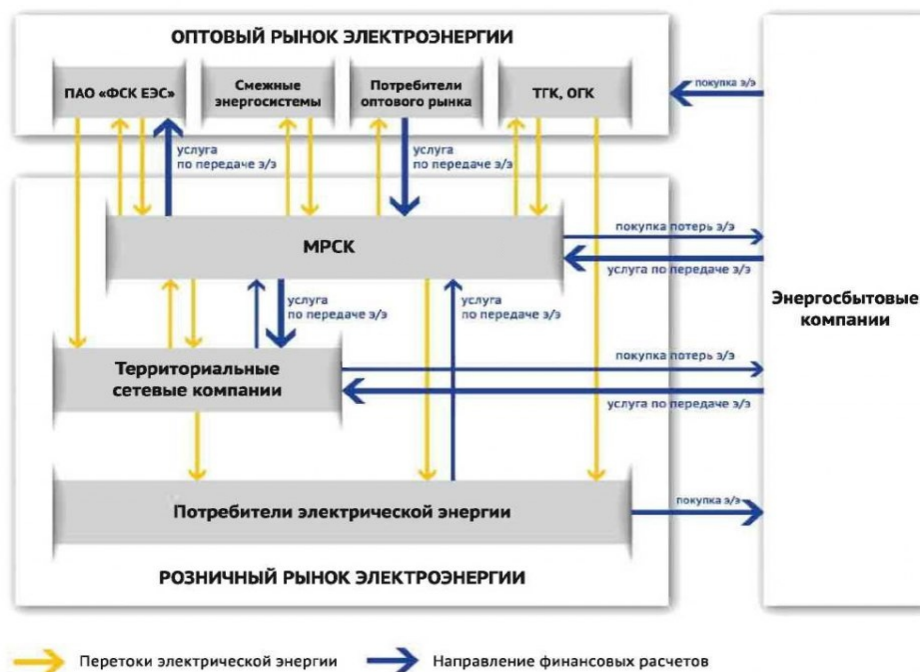 ОПТОВЫЙ РЫНОК ЭЛЕКТРОЭНЕРГИИ
ПАО «ФСК ЕЭС»
Смежные
энергосистемы
Потребители
оптового рынка
ТГК, ОГК
покупка э/э
услуга
по передаче э/э
услуга
по передаче э/э
МРСК
покупка потерь э/э
услуга по передаче э/э
Энергосбытовые
компании
услуга
по передаче э/э
услуга
по передаче э/э
Территориальные
сетевые компании
покупка потерь э/э
услуга по передаче э/э
Потребители электрической энергии
покупка э/э
РОЗНИЧНЫЙ РЫНОК ЭЛЕКТРОЭНЕРГИИ
Перетоки электрической энергии
Направление финансовых расчетов